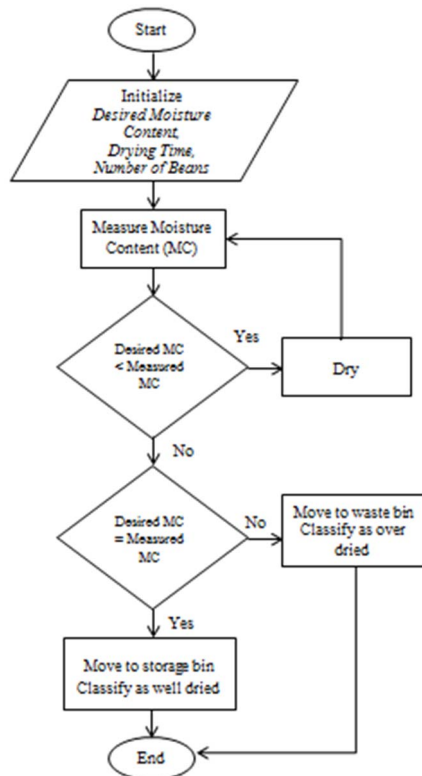 Start
Initialize
Desired Moisture
Content,
Drying Time,
Number of Beans
Measure Moisture
Content (MC)
Desired MC
< Measured
MC
Yes
Dry
No
Desired MC
= Measured
MC
No
Move to waste bin
Classify as over
dried
Yes
Move to storage bin
Classify as well dried
End